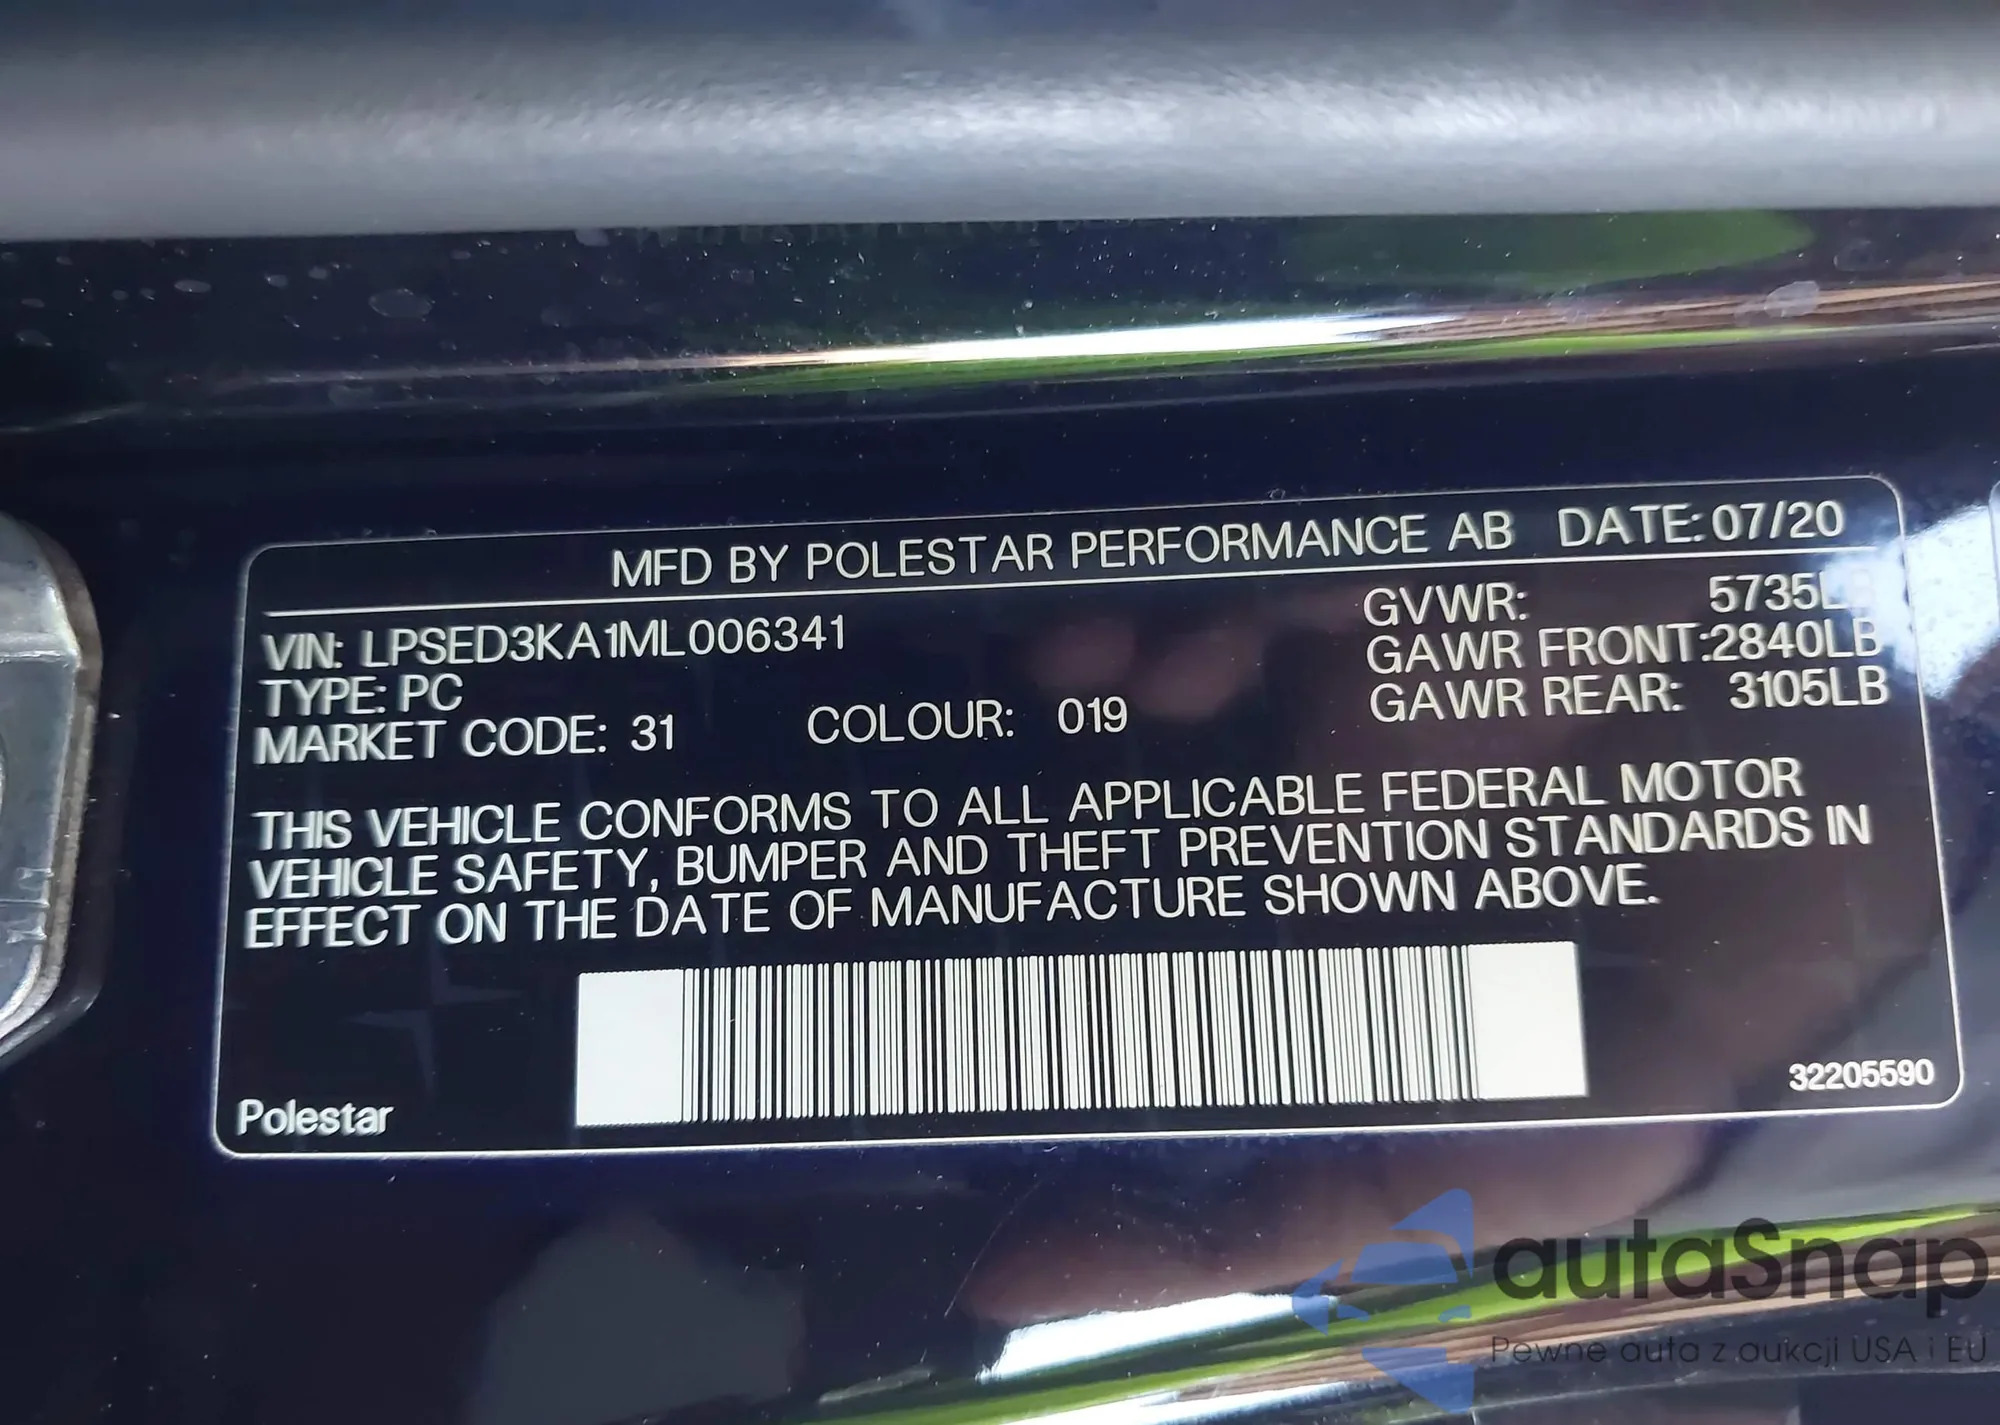 MFD BY POLESTAR PERFORMANCE AB DATE: 07/20
VIN: LPSED3KA1ML006341
GVWR: 5735LB
TYPE: PC
GAWR FRONT:2840LB
MARKET CODE: 31 COLOUR: 019
GAWR REAR: 3105LB
THIS VEHICLE CONFORMS TO ALL APPLICABLE FEDERAL MOTOR
VEHICLE SAFETY, BUMPER AND THEFT PREVENTION STANDARDS IN
EFFECT ON THE DATE OF MANUFACTURE SHOWN ABOVE.
Polestar
32205590
autaSnap
Pewne auta z aukcji USA i EU